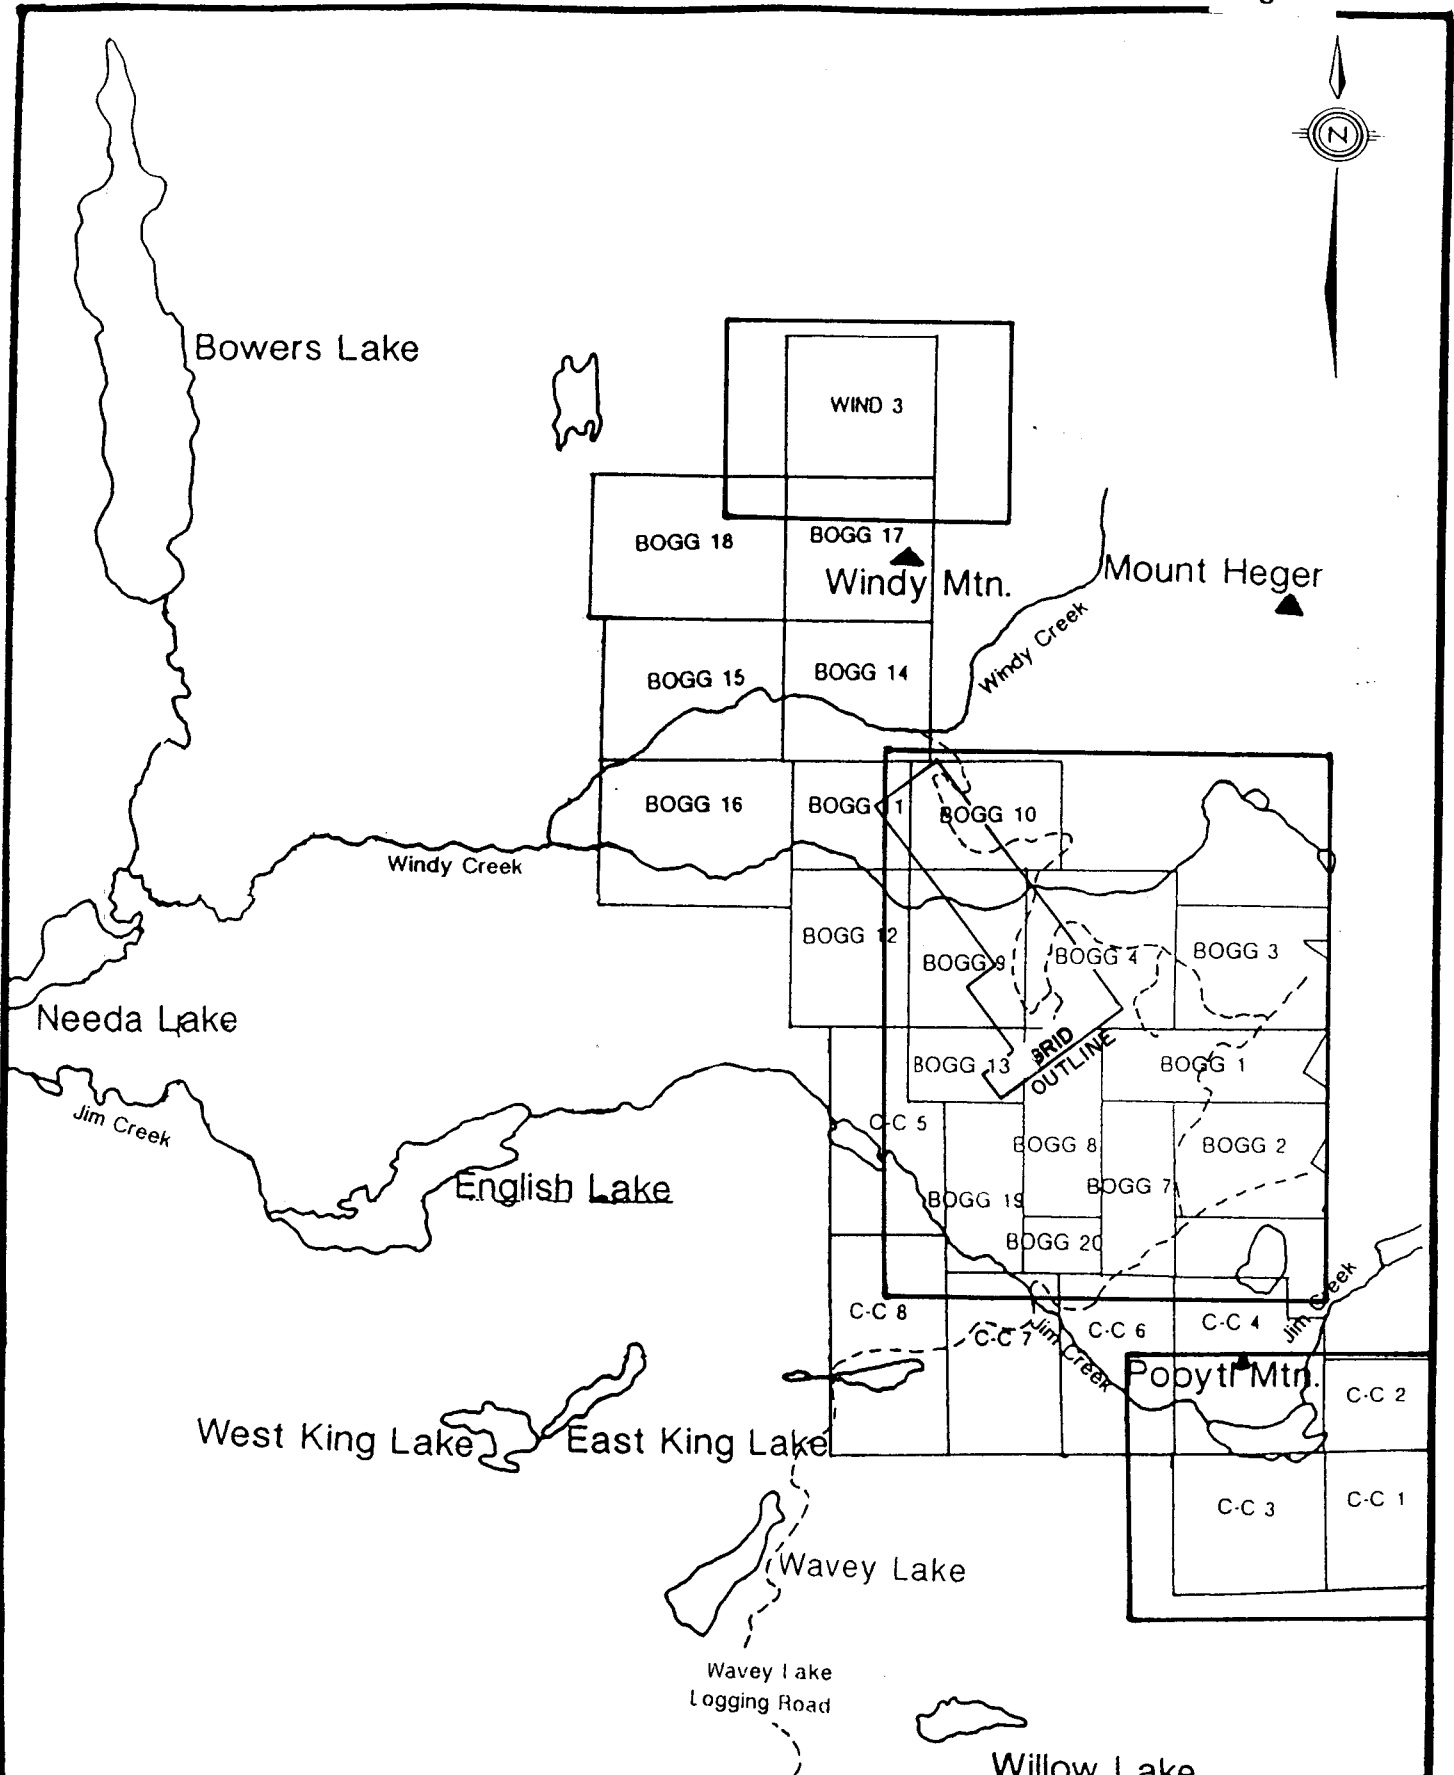 N
Bowers Lake
WIND 3
BOGG 18
BOGG 17
Windy Mtn.
Mount Heger
Windy Creek
BOGG 15
BOGG 14
BOGG 16
BOGG 11
BOGG 10
Windy Creek
BOGG 12
BOGG 9
BOGG 4
BOGG 3
Needa Lake
GRID
OUTLINE
BOGG 13
BOGG 1
Jim Creek
C-C 5
BOGG 8
BOGG 2
English Lake
BOGG 19
BOGG 7
BOGG 20
Jim Creek
C-C 8
C-C 7
Jim Creek
C-C 6
C-C 4
Mtn.
C-C 2
West King Lake
East King Lake
C-C 3
C-C 1
Wavey Lake
Wavey Lake
Logging Road
Willow Lake